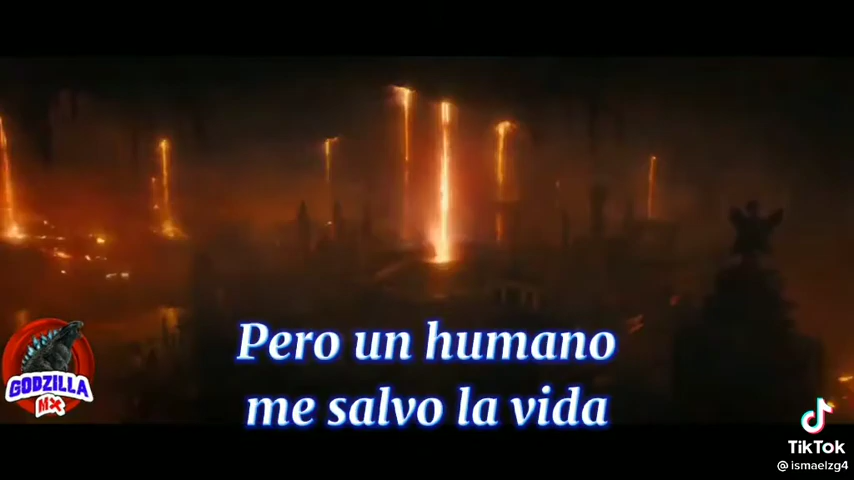 Pero un humano
me salvo la vida
GODZILLA
MX
TikTok
@ismaelzg4